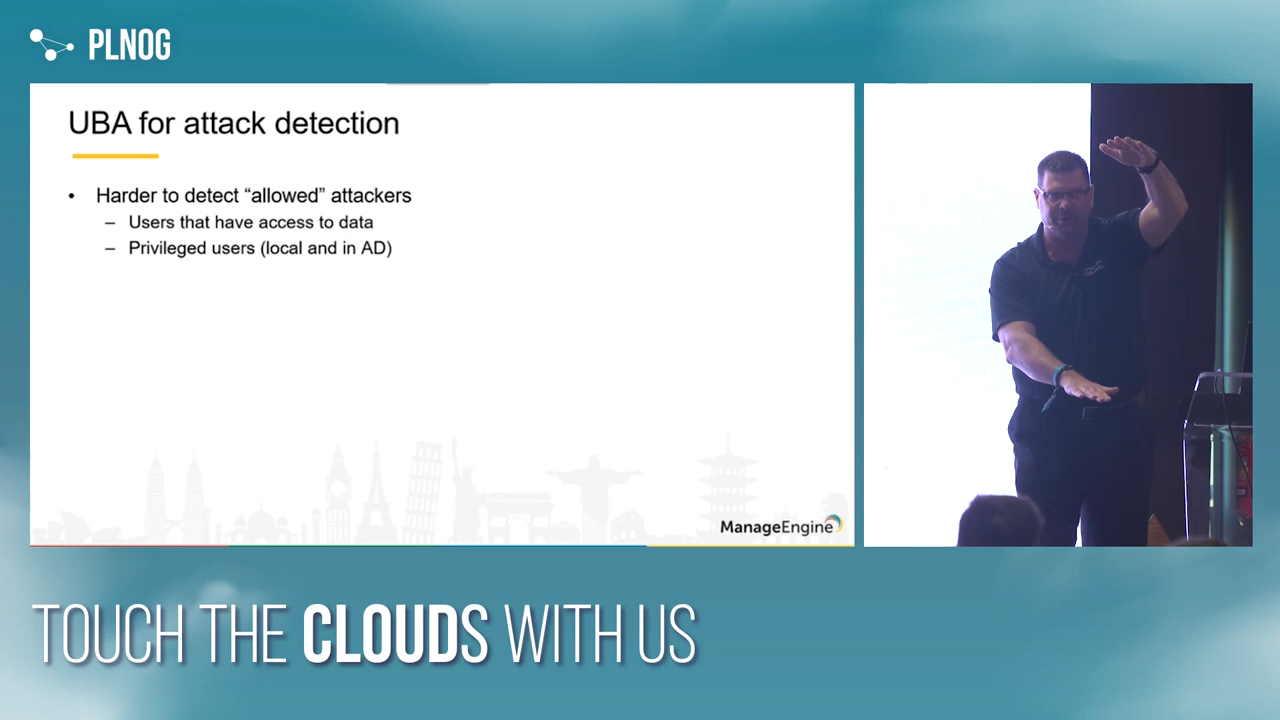 PLNOG
UBA for attack detection
• Harder to detect “allowed” attackers
– Users that have access to data
– Privileged users (local and in AD)
ManageEngine
TOUCH THE CLOUDS WITH US